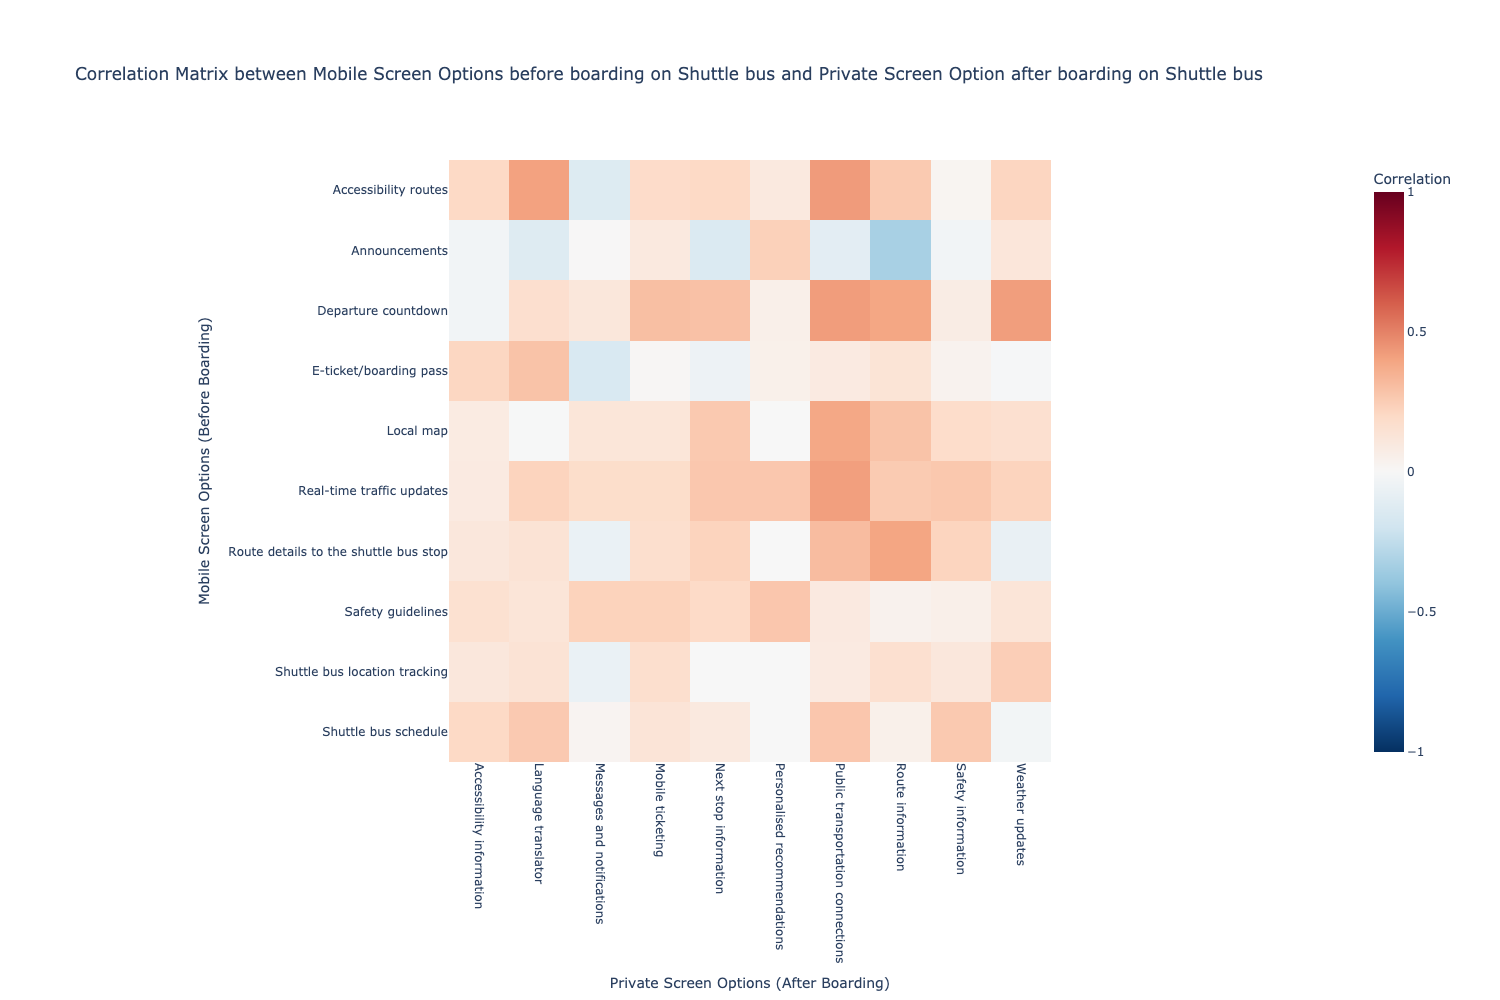 Correlation Matrix between Mobile Screen Options before boarding on Shuttle bus and Private Screen Option after boarding on Shuttle bus
Mobile Screen Options (Before Boarding)
Accessibility routes
Announcements
Departure countdown
E-ticket/boarding pass
Local map
Real-time traffic updates
Route details to the shuttle bus stop
Safety guidelines
Shuttle bus location tracking
Shuttle bus schedule
Accessibility information
Language translator
Messages and notifications
Mobile ticketing
Next stop information
Personalised recommendations
Public transportation connections
Route information
Safety information
Weather updates
Private Screen Options (After Boarding)
Correlation
1
0.5
0
−0.5
−1